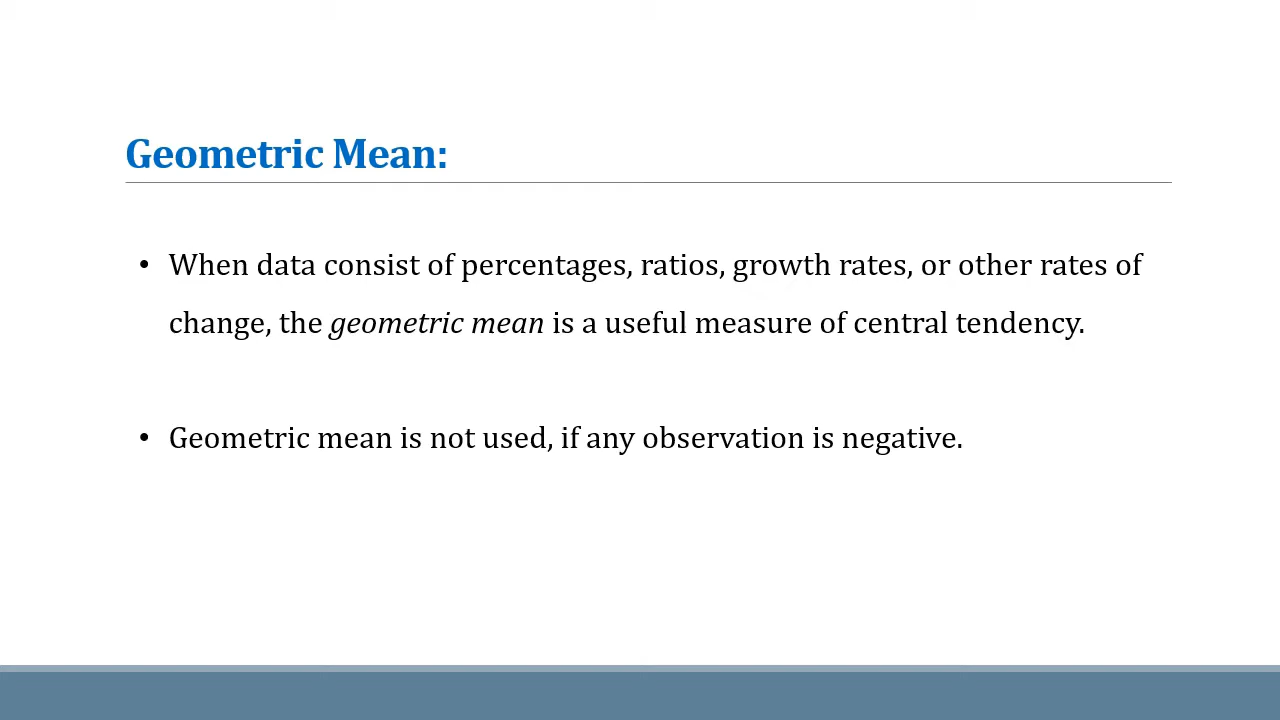 Geometric Mean:
• When data consist of percentages, ratios, growth rates, or other rates of
change, the geometric mean is a useful measure of central tendency.
• Geometric mean is not used, if any observation is negative.